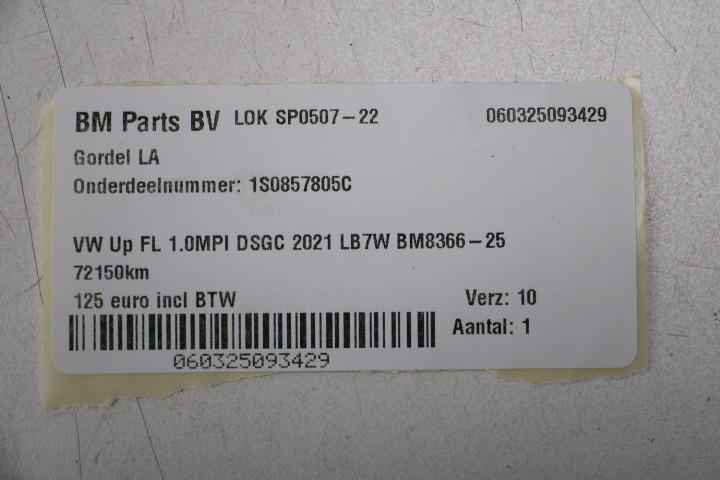 BM Parts BV LOK SP0507-22 060325093429
Gordel LA
Onderdeelnummer: 1S0857805C
VW Up FL 1.0MPI DSGC 2021 LB7W BM8366-25
72150km
125 euro incl BTW Verz: 10
Aantal: 1
060325093429